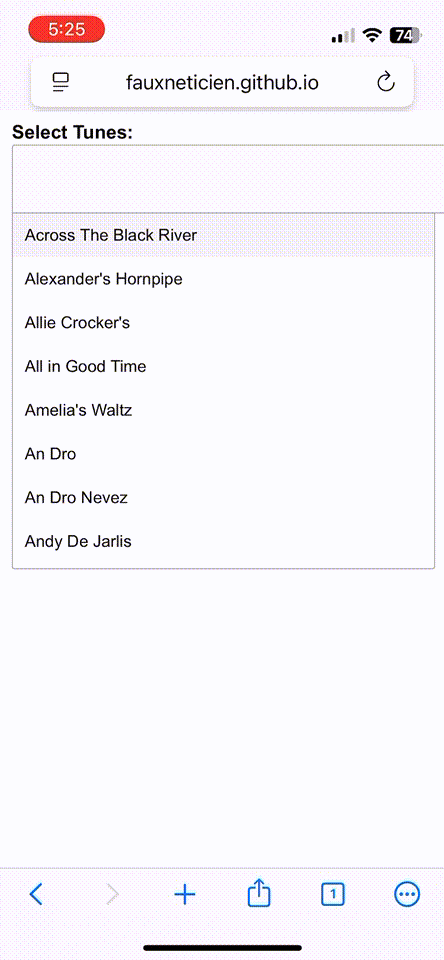 5:25
74
fauxneticien.github.io
Select Tunes:
Across The Black River
Alexander's Hornpipe
Allie Crocker's
All in Good Time
Amelia's Waltz
An Dro
An Dro Nevez
Andy De Jarlis
1